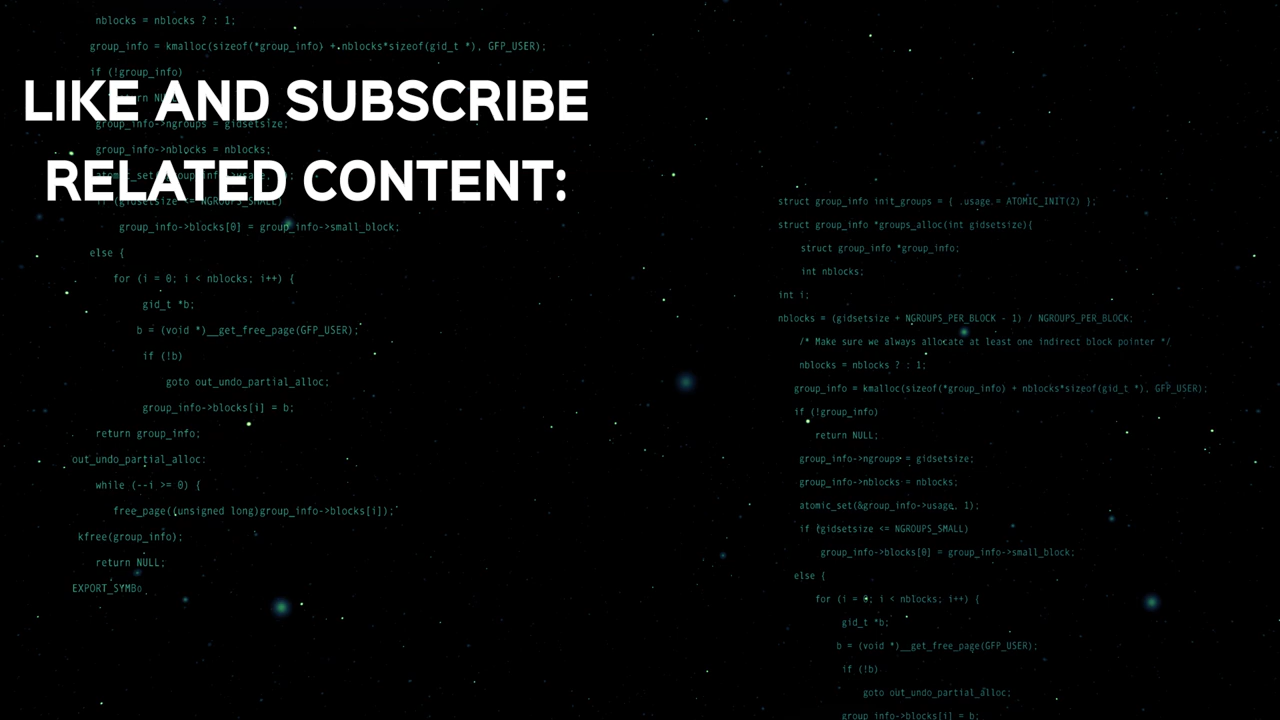 nblocks = nblocks ? : 1;
group_info = kmalloc(sizeof(*group_info) + nblocks*sizeof(gid_t *), GFP_USER);
if (!group_info)
LIKE AND SUBSCRIBE
return NULL;
group_info->ngroups = gidsetsize;
group_info->nblocks = nblocks;
RELATED CONTENT:
if (gidsetsize <= NGROUPS_SMALL)
group_info->blocks[0] = group_info->small_block;
else {
for (i = 0; i < nblocks; i++) {
gid_t *b;
b = (void *)__get_free_page(GFP_USER);
if (!b)
goto out_undo_partial_alloc;
group_info->blocks[i] = b;
return group_info;
out_undo_partial_alloc:
while (--i >= 0) {
free_page((unsigned long)group_info->blocks[i]);
kfree(group_info);
return NULL;
EXPORT_SYMBo
struct group_info init_groups = { .usage = ATOMIC_INIT(2) };
struct group_info *groups_alloc(int gidsetsize){
struct group_info *group_info;
int nblocks;
int i;
nblocks = (gidsetsize + NGROUPS_PER_BLOCK - 1) / NGROUPS_PER_BLOCK;
/* Make sure we always allocate at least one indirect block pointer */
nblocks = nblocks ? : 1;
group_info = kmalloc(sizeof(*group_info) + nblocks*sizeof(gid_t *), GFP_USER);
if (!group_info)
return NULL;
group_info->ngroups = gidsetsize;
group_info->nblocks = nblocks;
atomic_set(&group_info->usage, 1);
if (gidsetsize <= NGROUPS_SMALL)
group_info->blocks[0] = group_info->small_block;
else {
for (i = 0; i < nblocks; i++) {
gid_t *b;
b = (void *)__get_free_page(GFP_USER);
if (!b)
goto out_undo_partial_alloc;
group_info->blocks[i] = b;